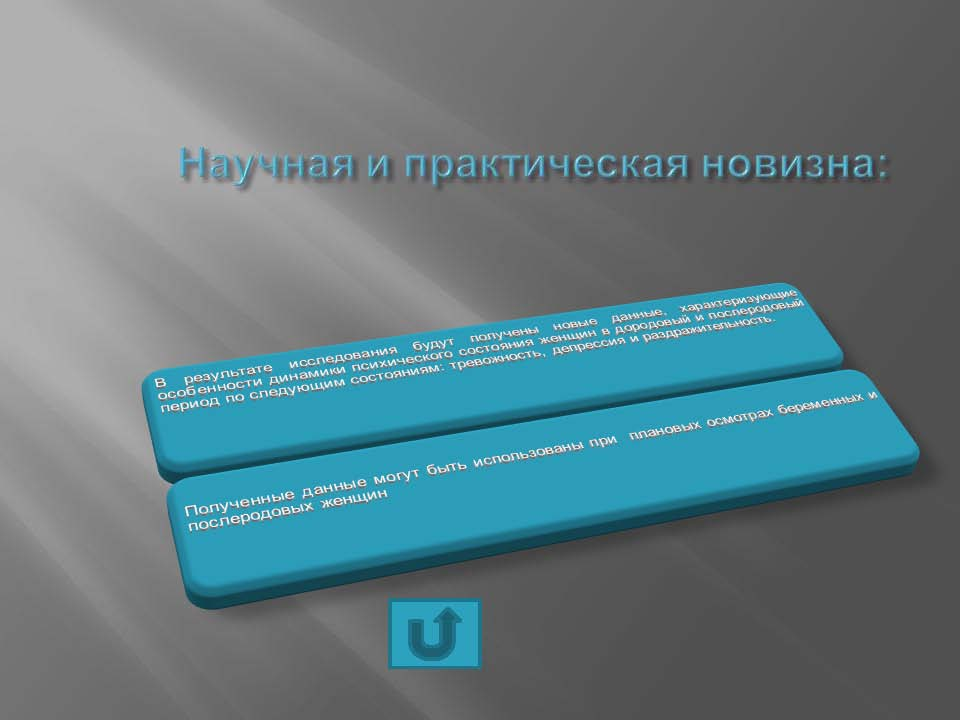 Научная и практическая новизна:
В результате исследования будут получены новые данные, характеризующие
особенности динамики психического состояния женщин в дородовый и послеродовый
период по следующим состояниям: тревожность, депрессия и раздражительность.
Полученные данные могут быть использованы при плановых осмотрах беременных и
послеродовых женщин